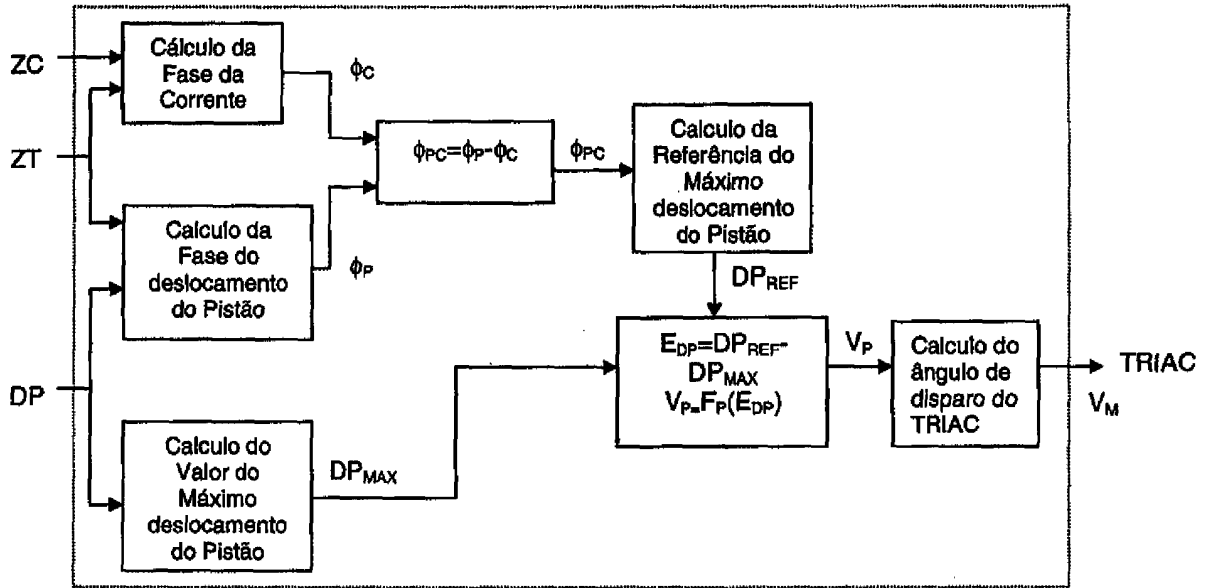 ZC
ZT
DP
Cálculo da
Fase da
Corrente
ϕC
Calculo da
Fase do
deslocamento
do Pistão
ϕP
Calculo do
Valor do
Máximo
deslocamento
do Pistão
DPMAX
ϕPC=ϕP-ϕC
ϕPC
Calculo da
Referência do
Máximo
deslocamento
do Pistão
DPREF
EDP=DPREF-
DPMAX
VP=FP(EDP)
VP
Calculo do
ângulo de
disparo do
TRIAC
TRIAC
VM